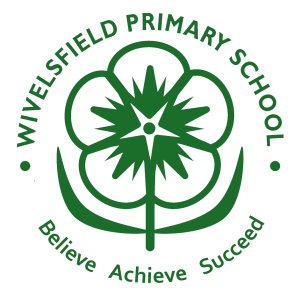 WIVELSFIELD PRIMARY SCHOOL
Believe Achieve Succeed